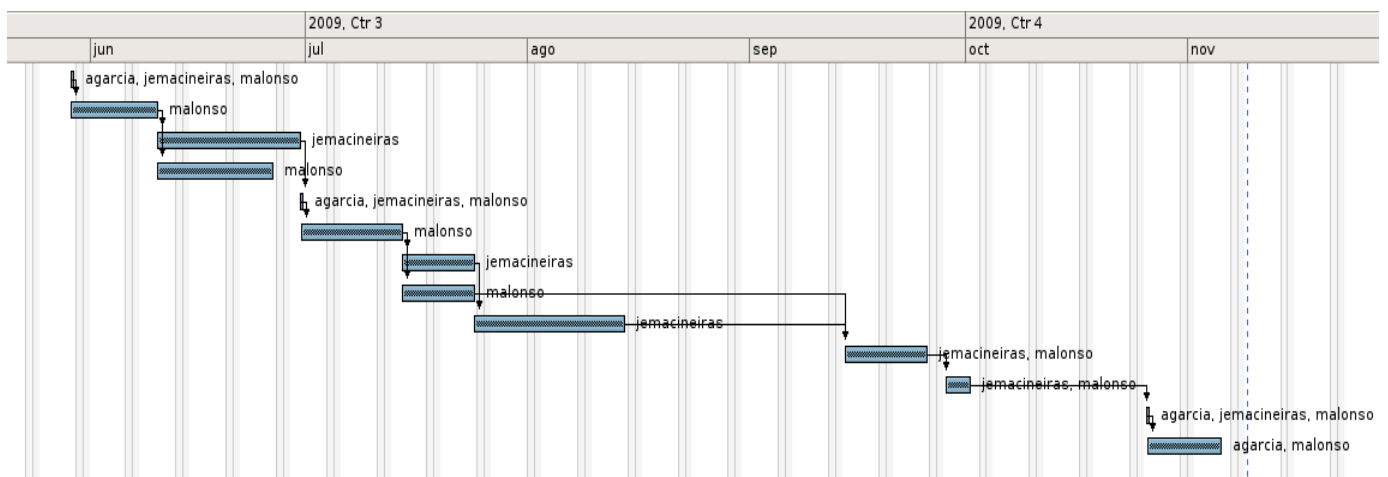 2009, Ctr 3
2009, Ctr 4
jun
jul
ago
sep
oct
nov
agarcia, jemacineiras, malonso
malonso
jemacineiras
malonso
agarcia, jemacineiras, malonso
malonso
jemacineiras
malonso
jemacineiras
jemacineiras, malonso
jemacineiras, malonso
agarcia, jemacineiras, malonso
agarcia, malonso